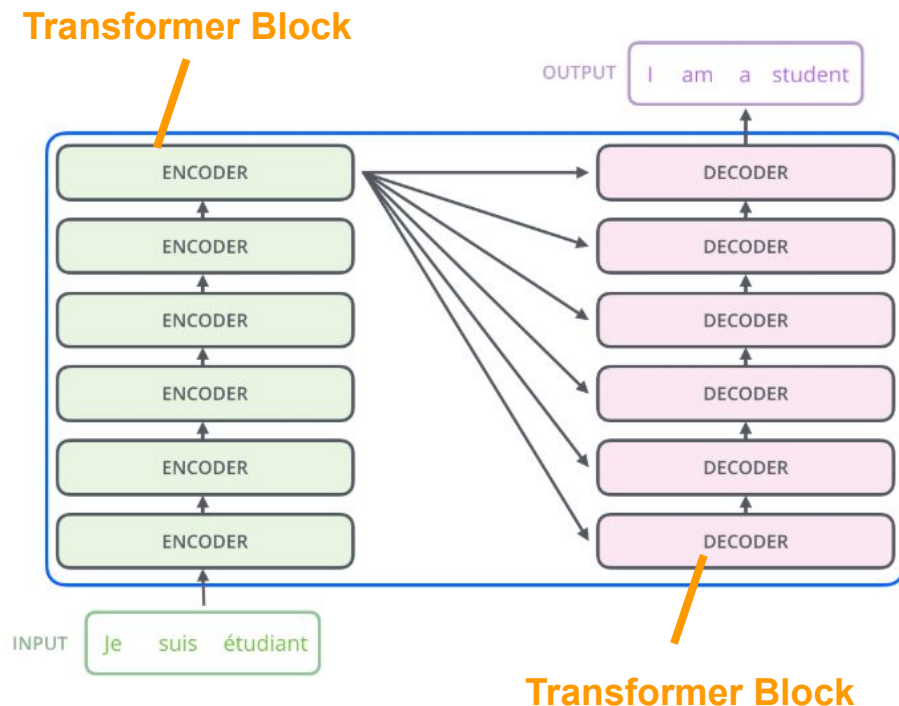 Transformer Block
OUTPUT I am a student
ENCODER DECODER
ENCODER DECODER
ENCODER DECODER
ENCODER DECODER
ENCODER DECODER
ENCODER DECODER
INPUT Je suis étudiant
Transformer Block